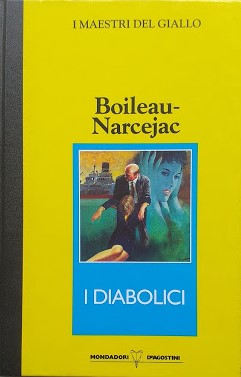 I MAESTRI DEL GIALLO
Boileau-
Narcejac
I DIABOLICI
MONDADORI DEAGOSTINI